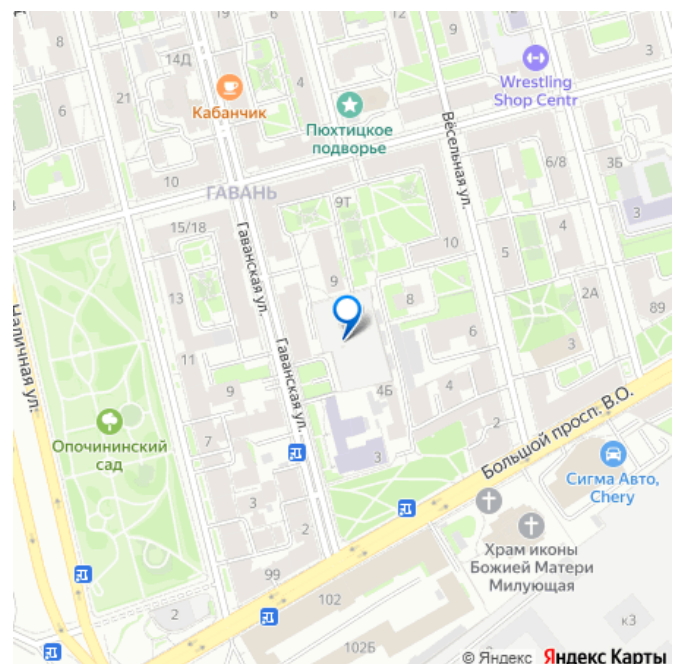 8
14Д
4
12
9
3
Wrestling
Shop Centr
6
21
Кабанчик
Пюхтицкое
подворье
Вёсельная ул.
10
ГАВАНЬ
9Т
6/8
3Б
3
15/18
Гаванская ул.
10
4
5
13
9
8
2А
89
Наличная ул.
11
6
3
Гаванская ул.
9
4Б
4
Опочининский
сад
7
3
2
Большой просп. В.О.
Сигма Авто,
Chery
3
2
Храм иконы
Божией Матери
Милующая
99
102
2
к3
102Б
© Яндекс Яндекс Карты